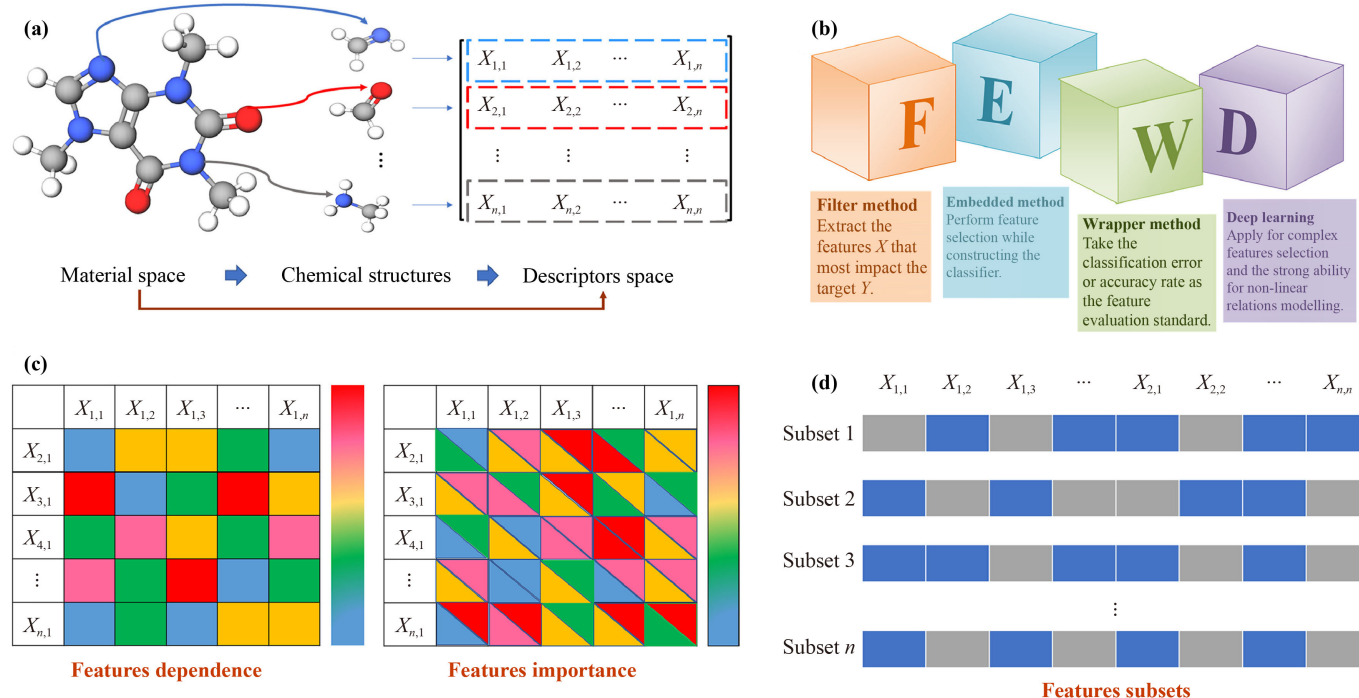 (a)
X1,1 X1,2 ··· X1,n
X2,1 X2,2 ··· X2,n
⋮ ⋮ ⋮ ⋮
Xn,1 Xn,2 ··· Xn,n
Material space Chemical structures Descriptors space
(b)
F E W D
Filter method
Extract the
features X that
most impact the
target Y.
Embedded method
Perform feature
selection while
constructing the
classifier.
Wrapper method
Take the
classification error
or accuracy rate as
the feature
evaluation standard.
Deep learning
Apply for complex
features selection
and the strong ability
for non-linear
relations modelling.
(c)
X1,1 X1,2 X1,3 ··· X1,n
X2,1
X3,1
X4,1
⋮
Xn,1
Features dependence
X1,1 X1,2 X1,3 ··· X1,n
X2,1
X3,1
X4,1
⋮
Xn,1
Features importance
(d)
X1,1 X1,2 X1,3 ··· X2,1 X2,2 ··· Xn,n
Subset 1
Subset 2
Subset 3
⋮
Subset n
Features subsets